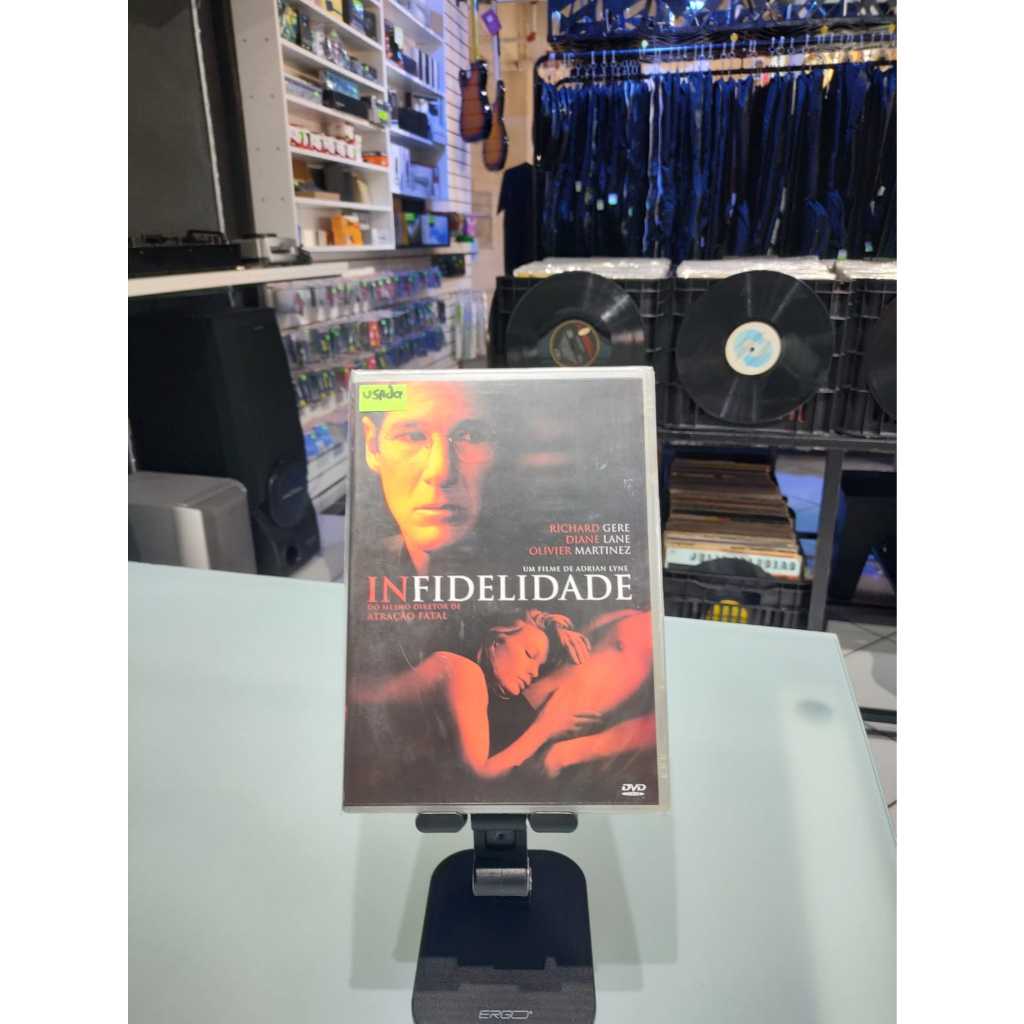 usado
RICHARD GERE
DIANE LANE
OLIVIER MARTINEZ
UM FILME DE ADRIAN LYNE
INFIDELIDADE
DO MESMO DIRETOR DE
ATRAÇÃO FATAL
DVD
ERGO